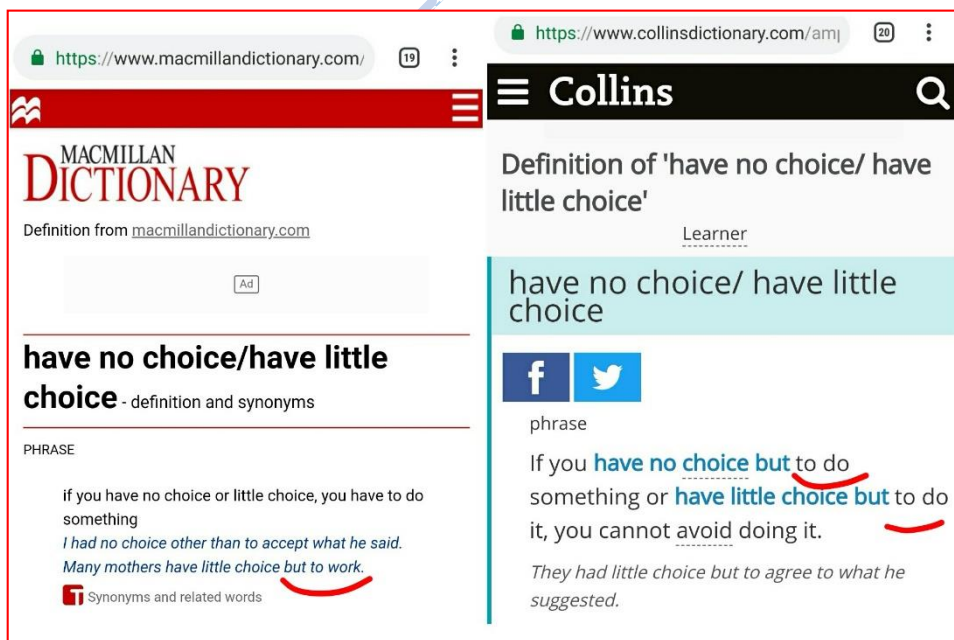 https://www.macmillandictionary.com/
19
MACMILLAN
DICTIONARY
Definition from macmillandictionary.com
Ad
have no choice/have little
choice - definition and synonyms
PHRASE
if you have no choice or little choice, you have to do
something
I had no choice other than to accept what he said.
Many mothers have little choice but to work.
T Synonyms and related words
https://www.collinsdictionary.com/am
20
Collins
Definition of 'have no choice/ have
little choice'
Learner
have no choice/ have little
choice
f
phrase
If you have no choice but to do
something or have little choice but to do
it, you cannot avoid doing it.
They had little choice but to agree to what he
suggested.